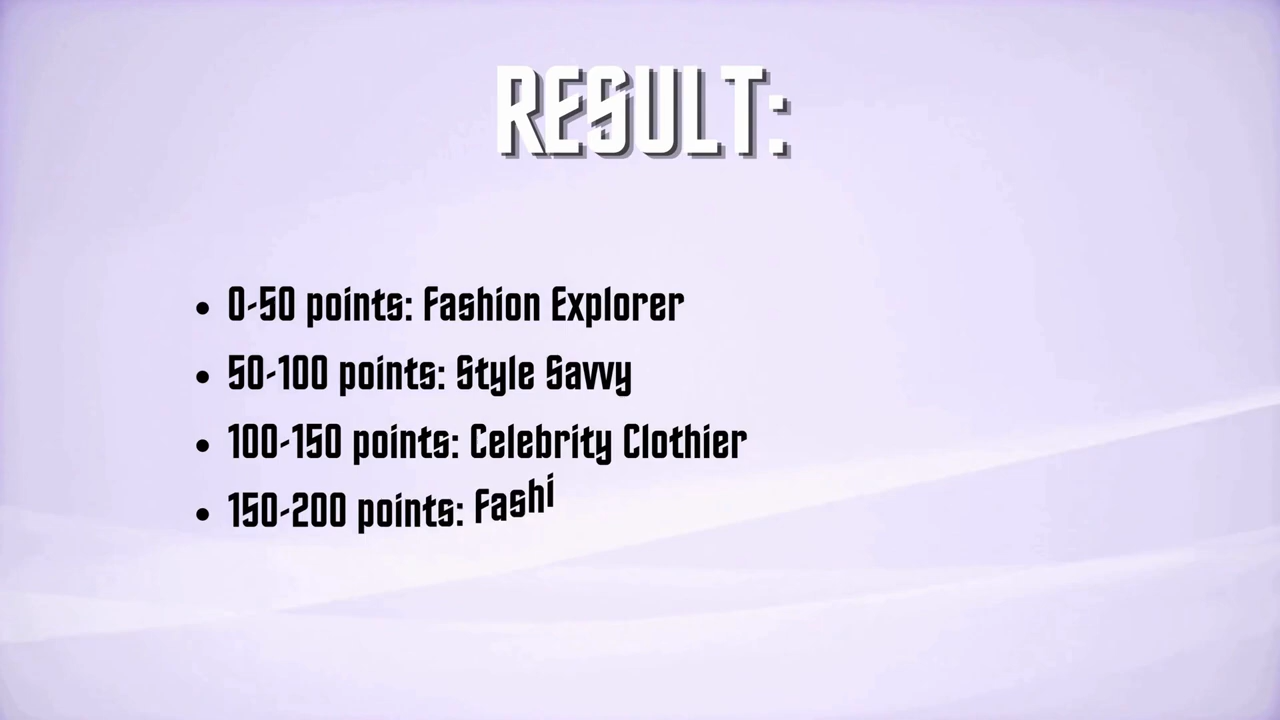 RESULT:
• 0-50 points: Fashion Explorer
• 50-100 points: Style Savvy
• 100-150 points: Celebrity Clothier
• 150-200 points: Fashi